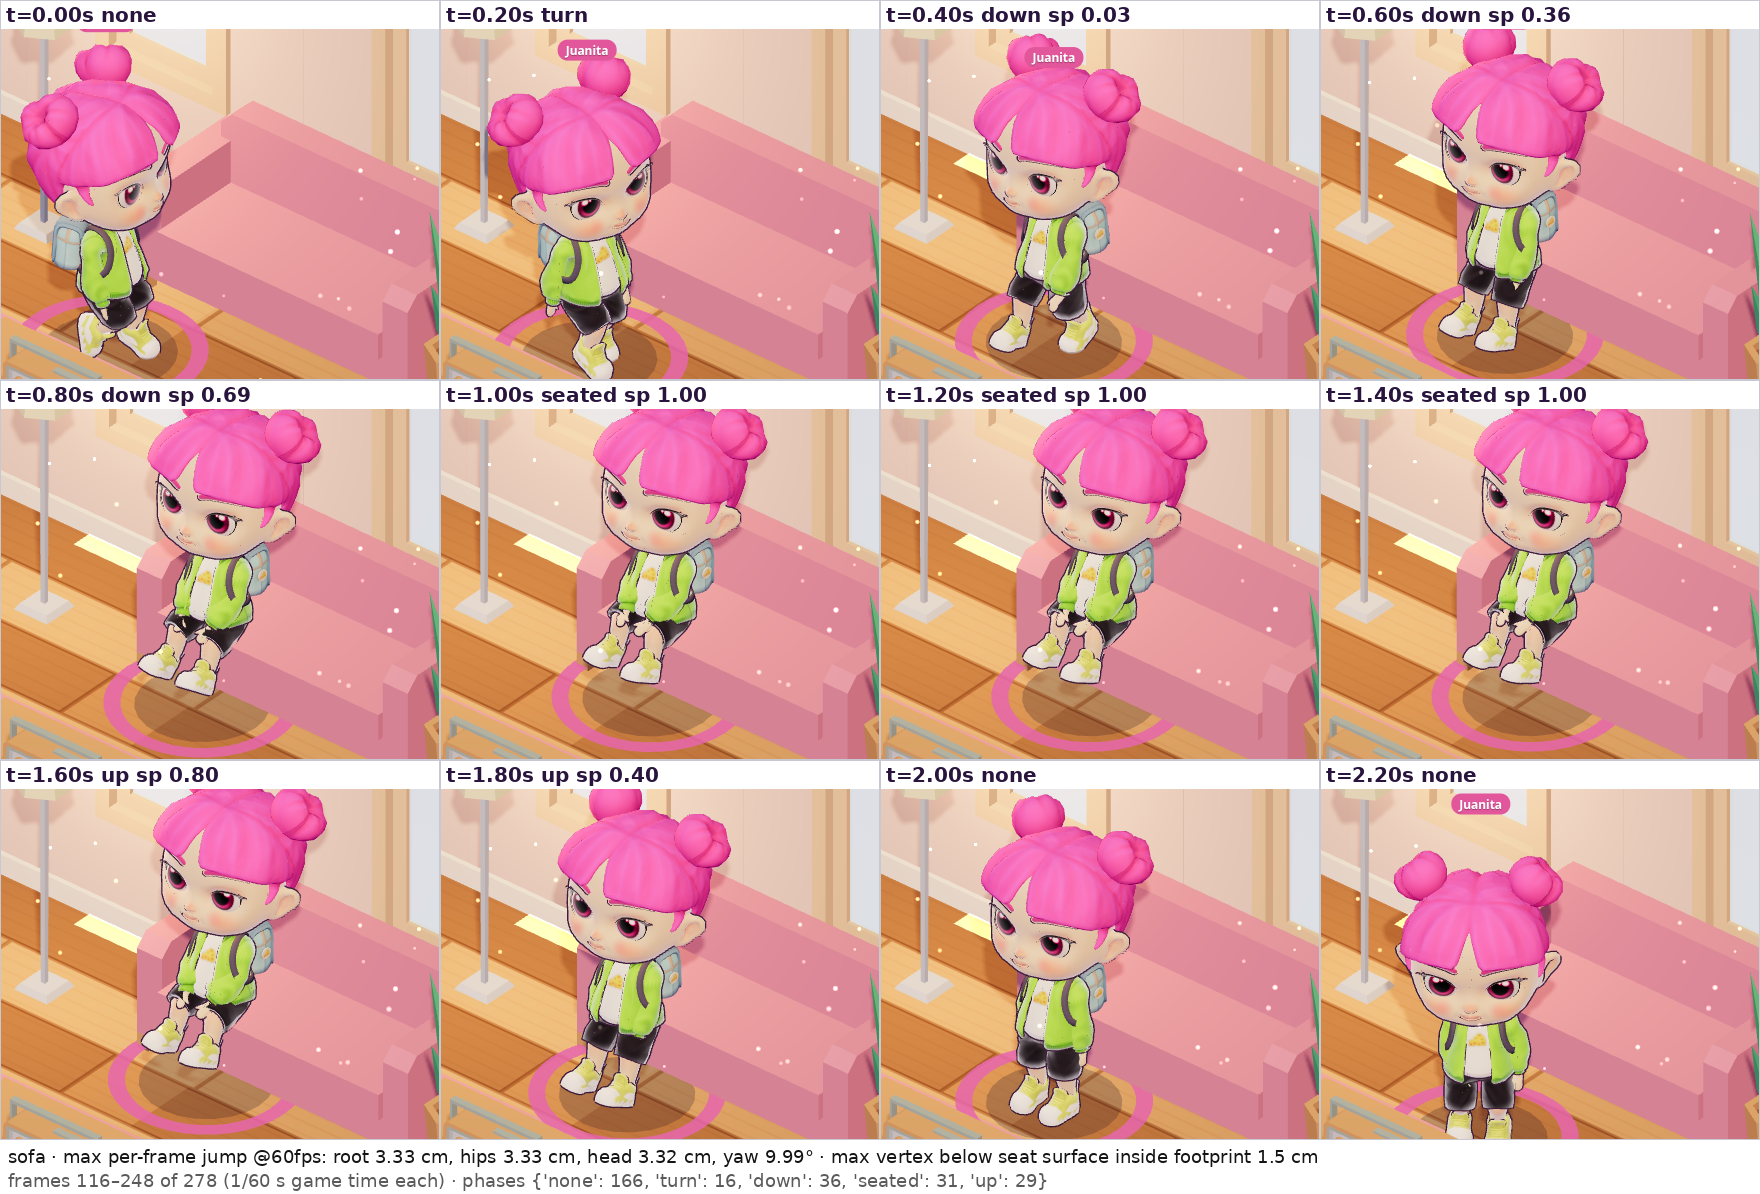 t=0.00s none
t=0.20s turn
t=0.40s down sp 0.03
t=0.60s down sp 0.36
Juanita
Juanita
t=0.80s down sp 0.69
t=1.00s seated sp 1.00
t=1.20s seated sp 1.00
t=1.40s seated sp 1.00
t=1.60s up sp 0.80
t=1.80s up sp 0.40
t=2.00s none
t=2.20s none
Juanita
sofa · max per-frame jump @60fps: root 3.33 cm, hips 3.33 cm, head 3.32 cm, yaw 9.99° · max vertex below seat surface inside footprint 1.5 cm
frames 116–248 of 278 (1/60 s game time each) · phases {'none': 166, 'turn': 16, 'down': 36, 'seated': 31, 'up': 29}